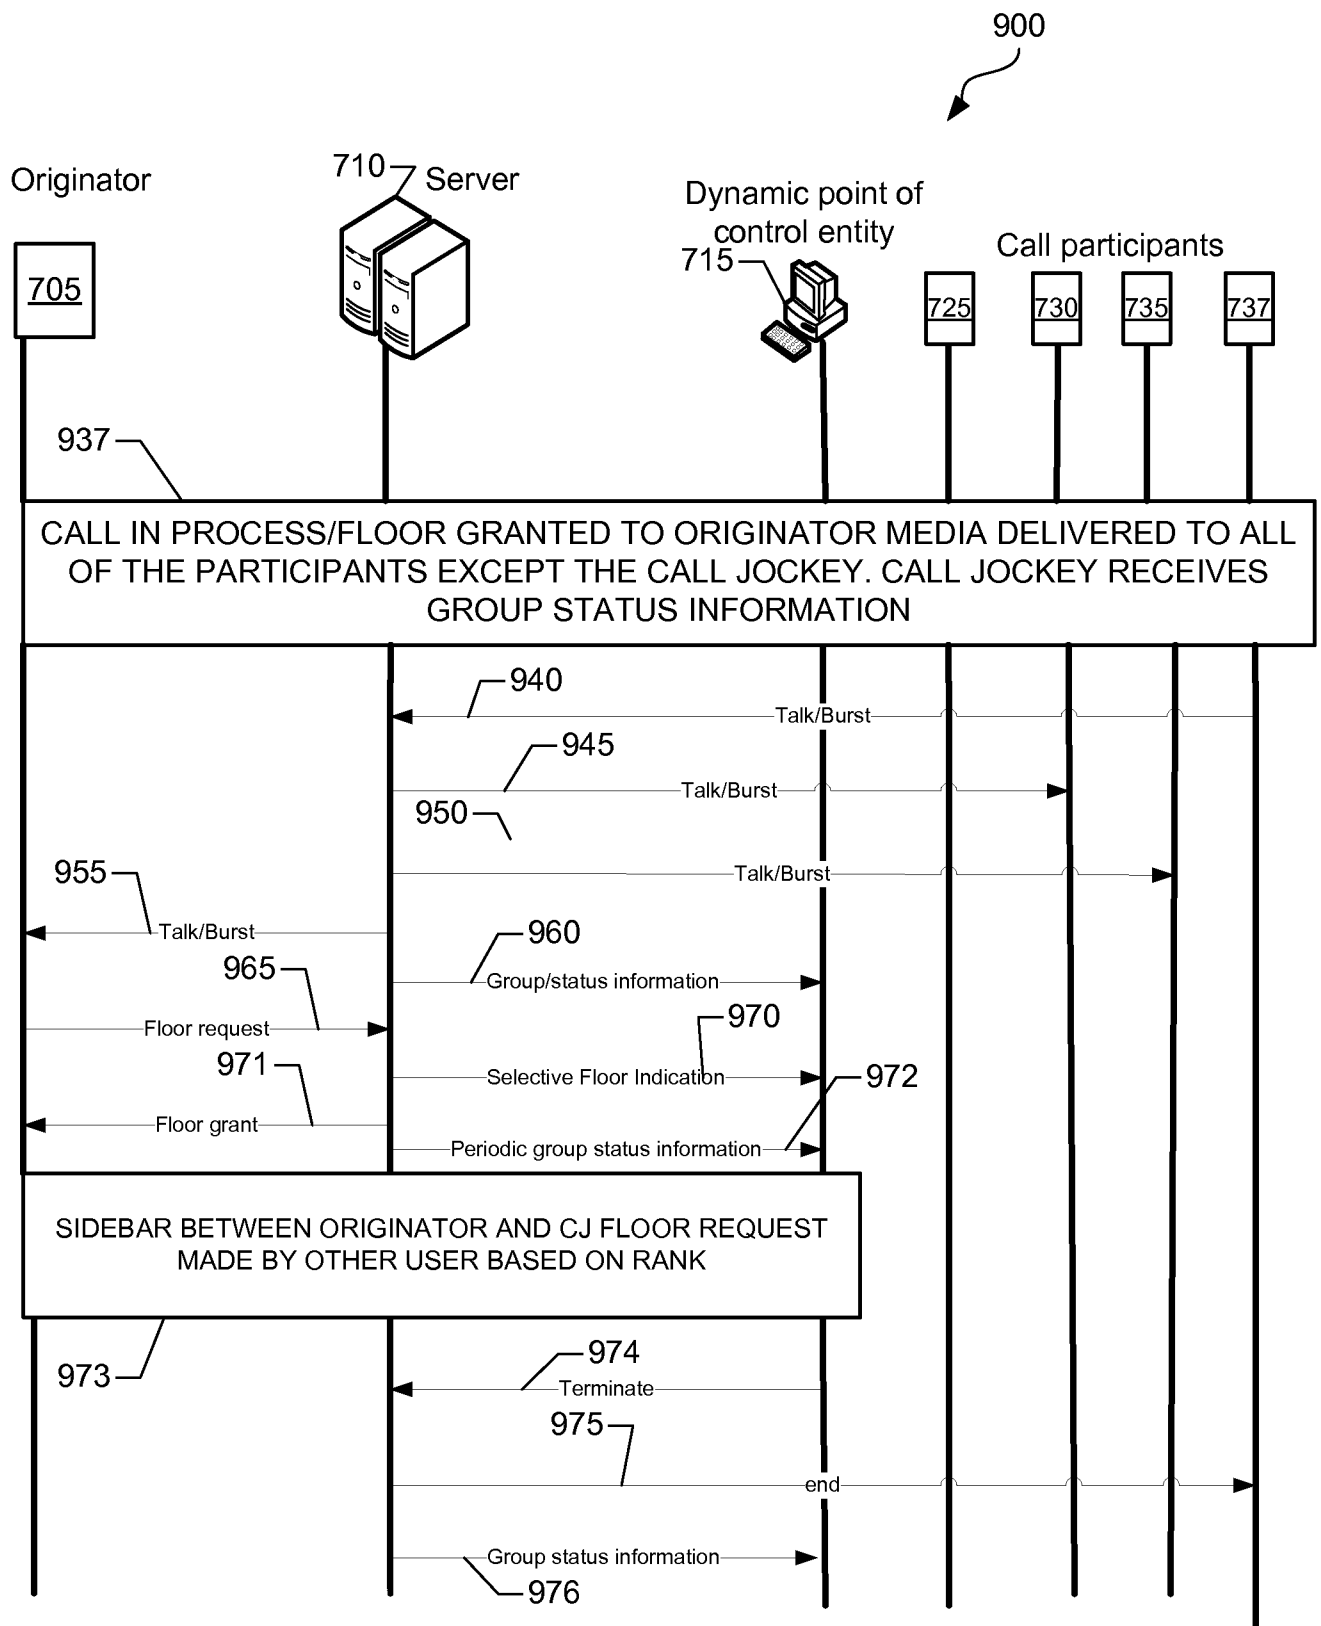 900
Originator
710
Server
Dynamic point of
control entity
715
Call participants
705
725
730
735
737
937
CALL IN PROCESS/FLOOR GRANTED TO ORIGINATOR MEDIA DELIVERED TO ALL
OF THE PARTICIPANTS EXCEPT THE CALL JOCKEY. CALL JOCKEY RECEIVES
GROUP STATUS INFORMATION
940
Talk/Burst
945
Talk/Burst
950
Talk/Burst
955
Talk/Burst
960
Group/status information
965
Floor request
970
Selective Floor Indication
971
Floor grant
972
Periodic group status information
SIDEBAR BETWEEN ORIGINATOR AND CJ FLOOR REQUEST
MADE BY OTHER USER BASED ON RANK
973
974
Terminate
975
end
Group status information
976